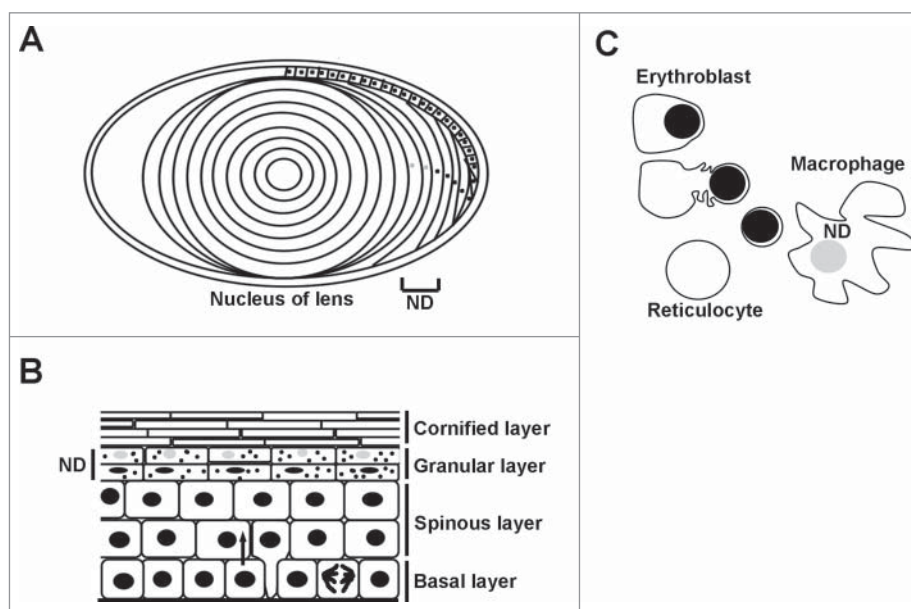 A
Nucleus of lens
ND
B
ND
Cornified layer
Granular layer
Spinous layer
Basal layer
C
Erythroblast
Macrophage
ND
Reticulocyte